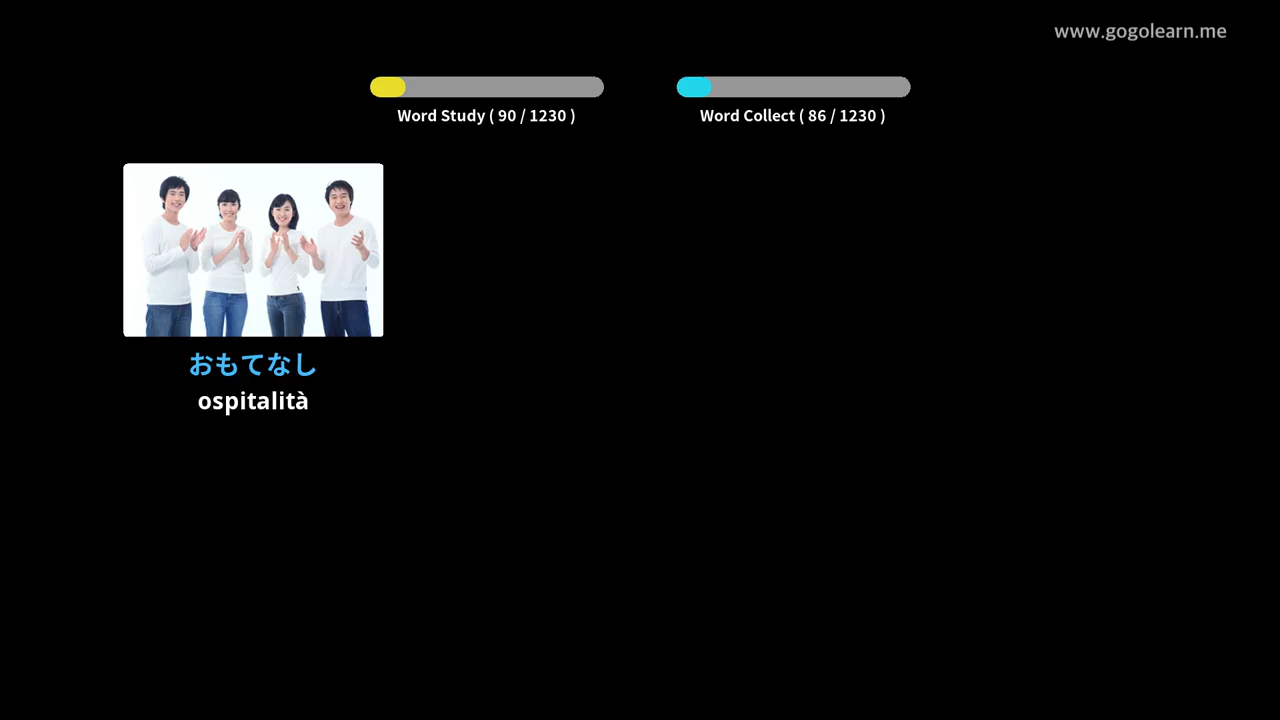 www.gogolearn.me
Word Study ( 90 / 1230 )
Word Collect ( 86 / 1230 )
おもてなし
ospitalità